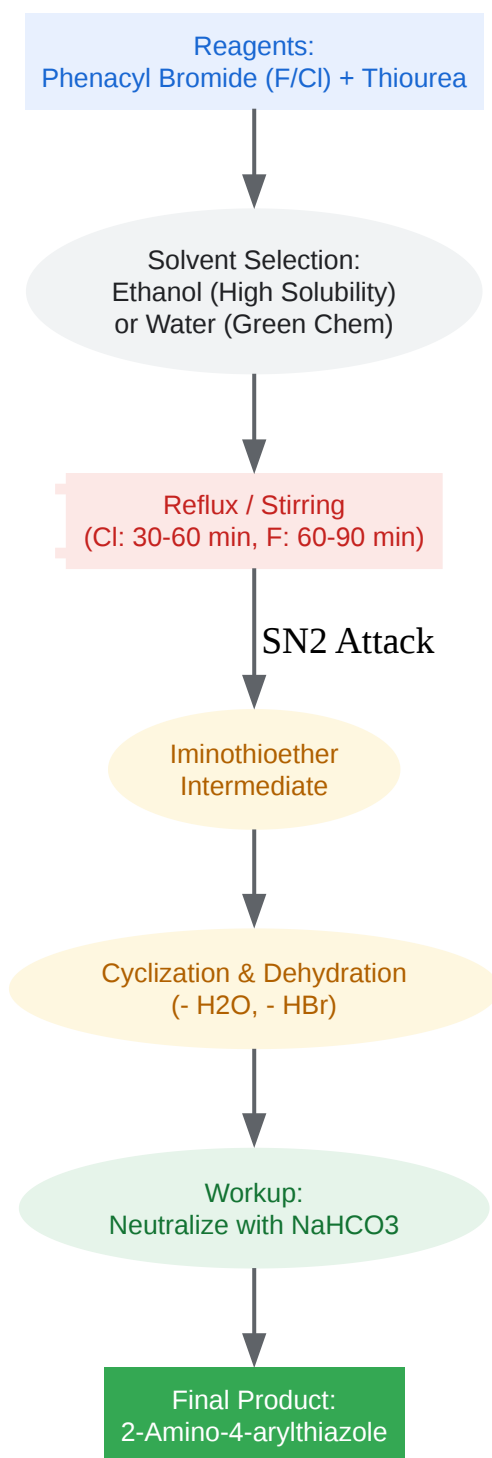 Reagents:
Phenacyl Bromide (F/Cl) + Thiourea
Solvent Selection:
Ethanol (High Solubility)
or Water (Green Chem)
Reflux / Stirring
(Cl: 30-60 min, F: 60-90 min)
SN2 Attack
Iminothioether
Intermediate
Cyclization & Dehydration
(- H2O, - HBr)
Workup:
Neutralize with NaHCO3
Final Product:
2-Amino-4-arylthiazole